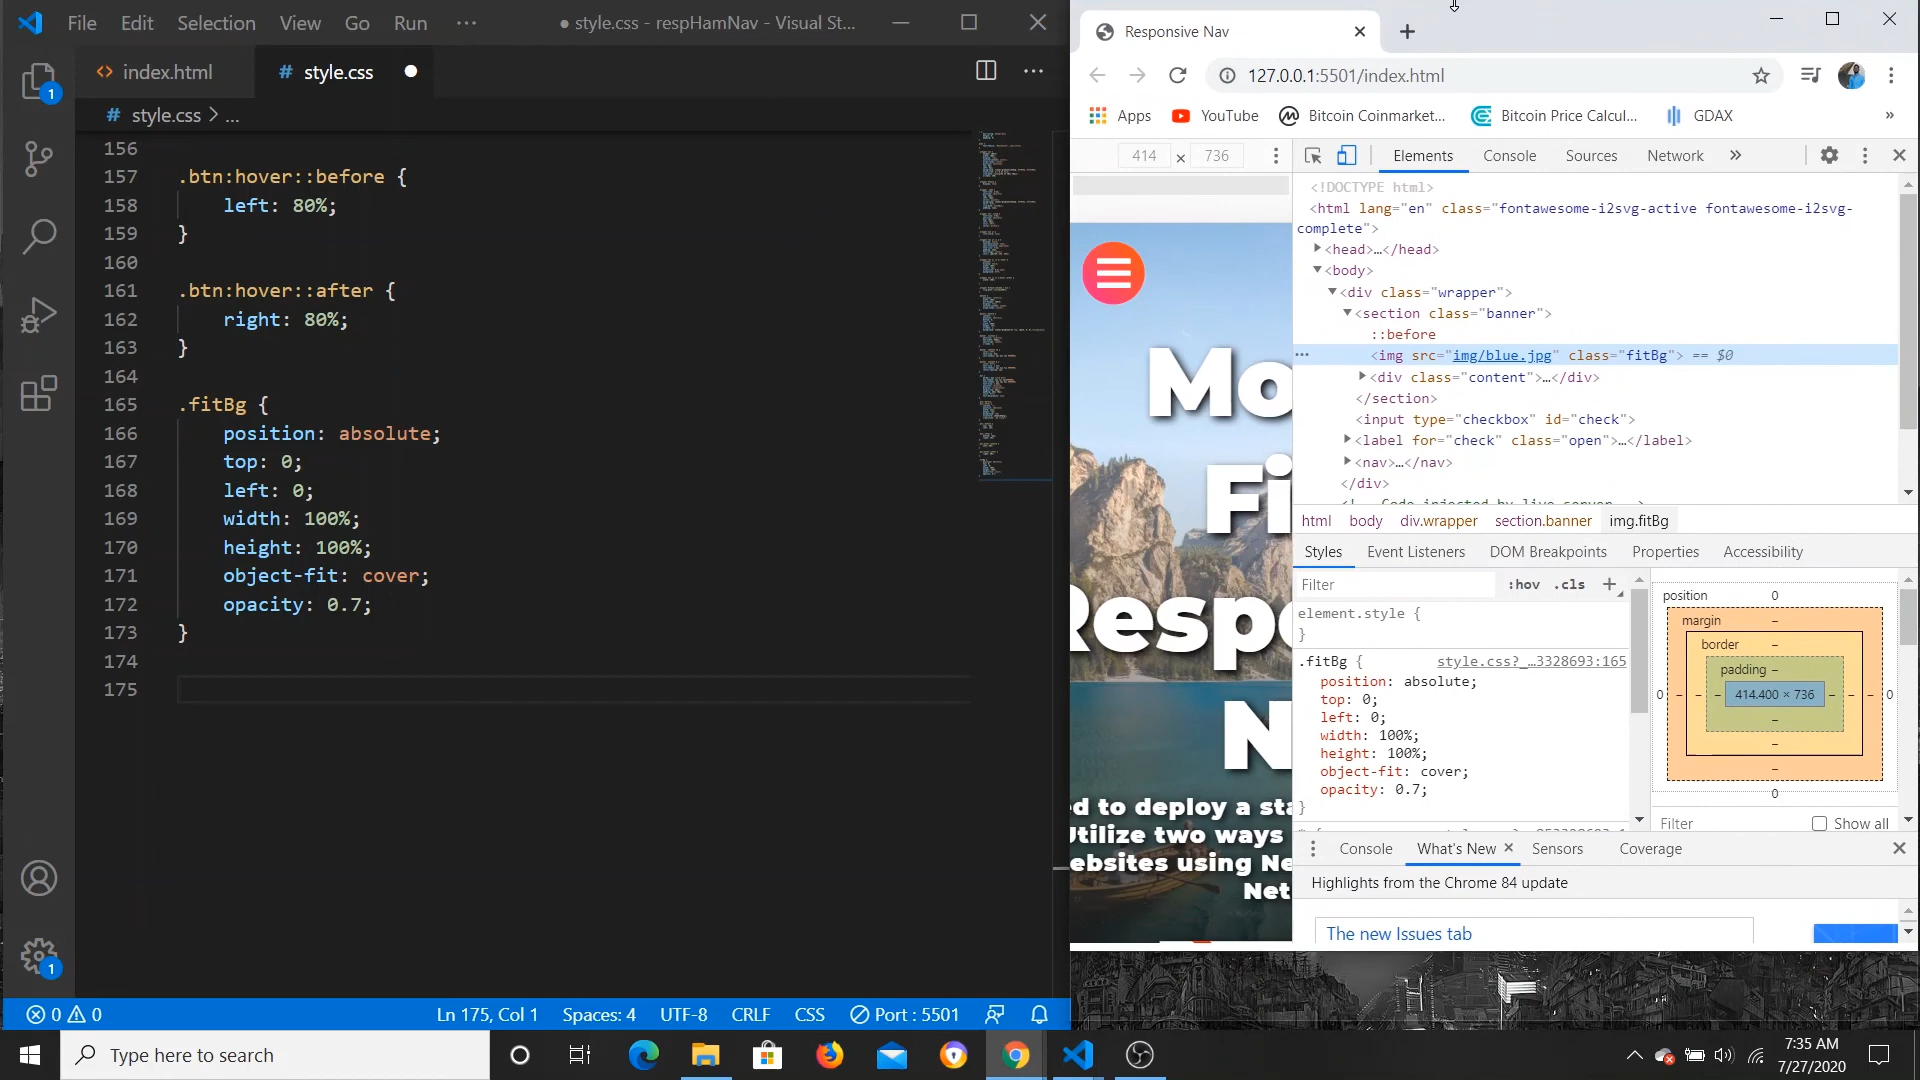 File Edit Selection View Go Run ··· ● style.css - respHamNav - Visual St...
index.html # style.css
# style.css > ...
156
157 .btn:hover::before {
158 left: 80%;
159 }
160
161 .btn:hover::after {
162 right: 80%;
163 }
164
165 .fitBg {
166 position: absolute;
167 top: 0;
168 left: 0;
169 width: 100%;
170 height: 100%;
171 object-fit: cover;
172 opacity: 0.7;
173 }
174
175
1
1
0 0 Ln 175, Col 1 Spaces: 4 UTF-8 CRLF CSS Port : 5501
Responsive Nav
127.0.0.1:5501/index.html
Apps YouTube Bitcoin Coinmarket... Bitcoin Price Calcul... GDAX »
414 × 736 Elements Console Sources Network »
Mo
Fi
Respo
N
ed to deploy a sta
Utilize two ways
ebsites using Ne
Net
<!DOCTYPE html>
<html lang="en" class="fontawesome-i2svg-active fontawesome-i2svg-
complete">
<head>…</head>
<body>
<div class="wrapper">
<section class="banner">
::before
··· <img src="img/blue.jpg" class="fitBg"> == $0
<div class="content">…</div>
</section>
<input type="checkbox" id="check">
<label for="check" class="open">…</label>
<nav>…</nav>
</div>
<!-- Code injected by live-server -->
html body div.wrapper section.banner img.fitBg
Styles Event Listeners DOM Breakpoints Properties Accessibility
Filter :hov .cls +
element.style {
}
.fitBg { style.css?_…3328693:165
position: absolute;
top: 0;
left: 0;
width: 100%;
height: 100%;
object-fit: cover;
opacity: 0.7;
}
position 0
margin –
border –
padding –
0 – – – 414.400 × 736 – – – 0
–
–
–
0
Filter Show all
Console What's New × Sensors Coverage
Highlights from the Chrome 84 update
The new Issues tab
Type here to search
7:35 AM
7/27/2020